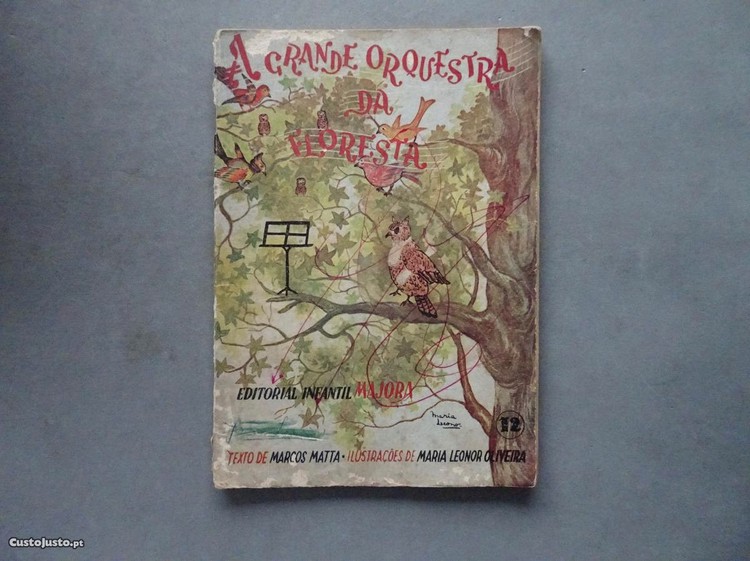 A GRANDE ORQUESTRA
DA
FLORESTA
EDITORIAL INFANTIL MAJORA
maria
leonor
12
TEXTO DE MARCOS MATTA • ILUSTRAÇÕES DE MARIA LEONOR OLIVEIRA
CustoJusto.pt